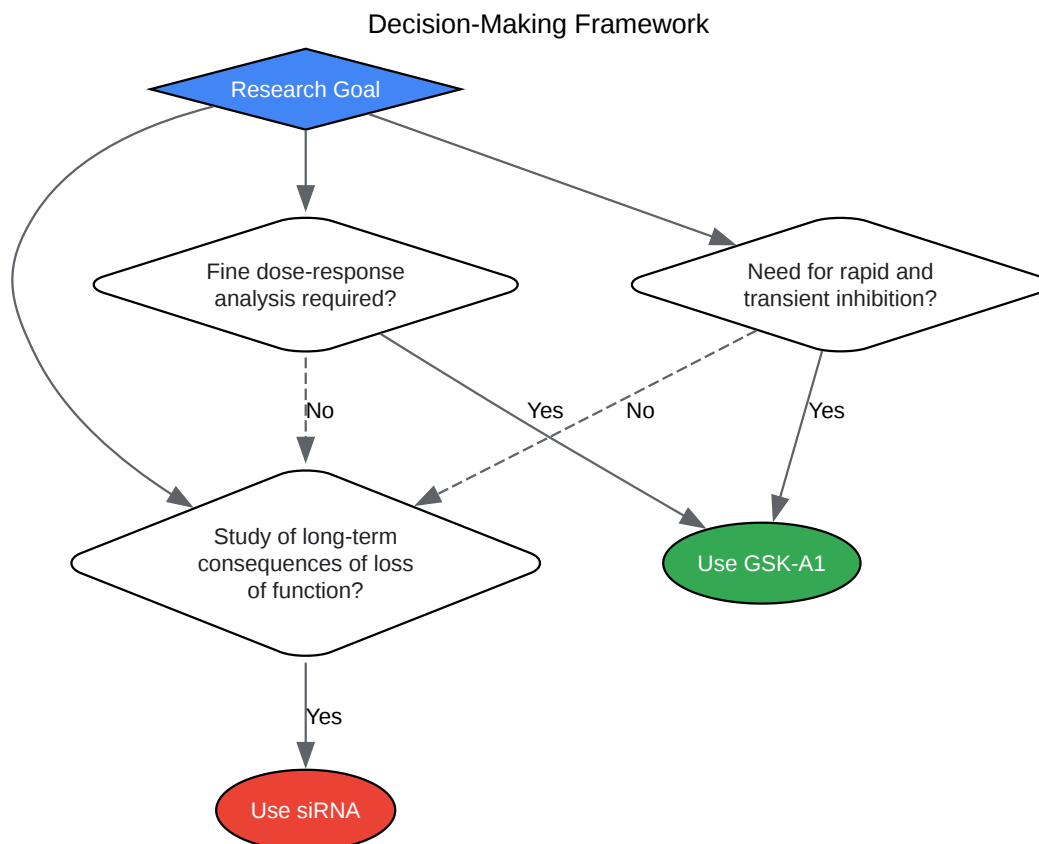 Decision-Making Framework
Research Goal
Fine dose-response
analysis required?
Need for rapid and
transient inhibition?
No
Yes
No
Yes
Study of long-term
consequences of loss
of function?
Use GSK-A1
Yes
Use siRNA